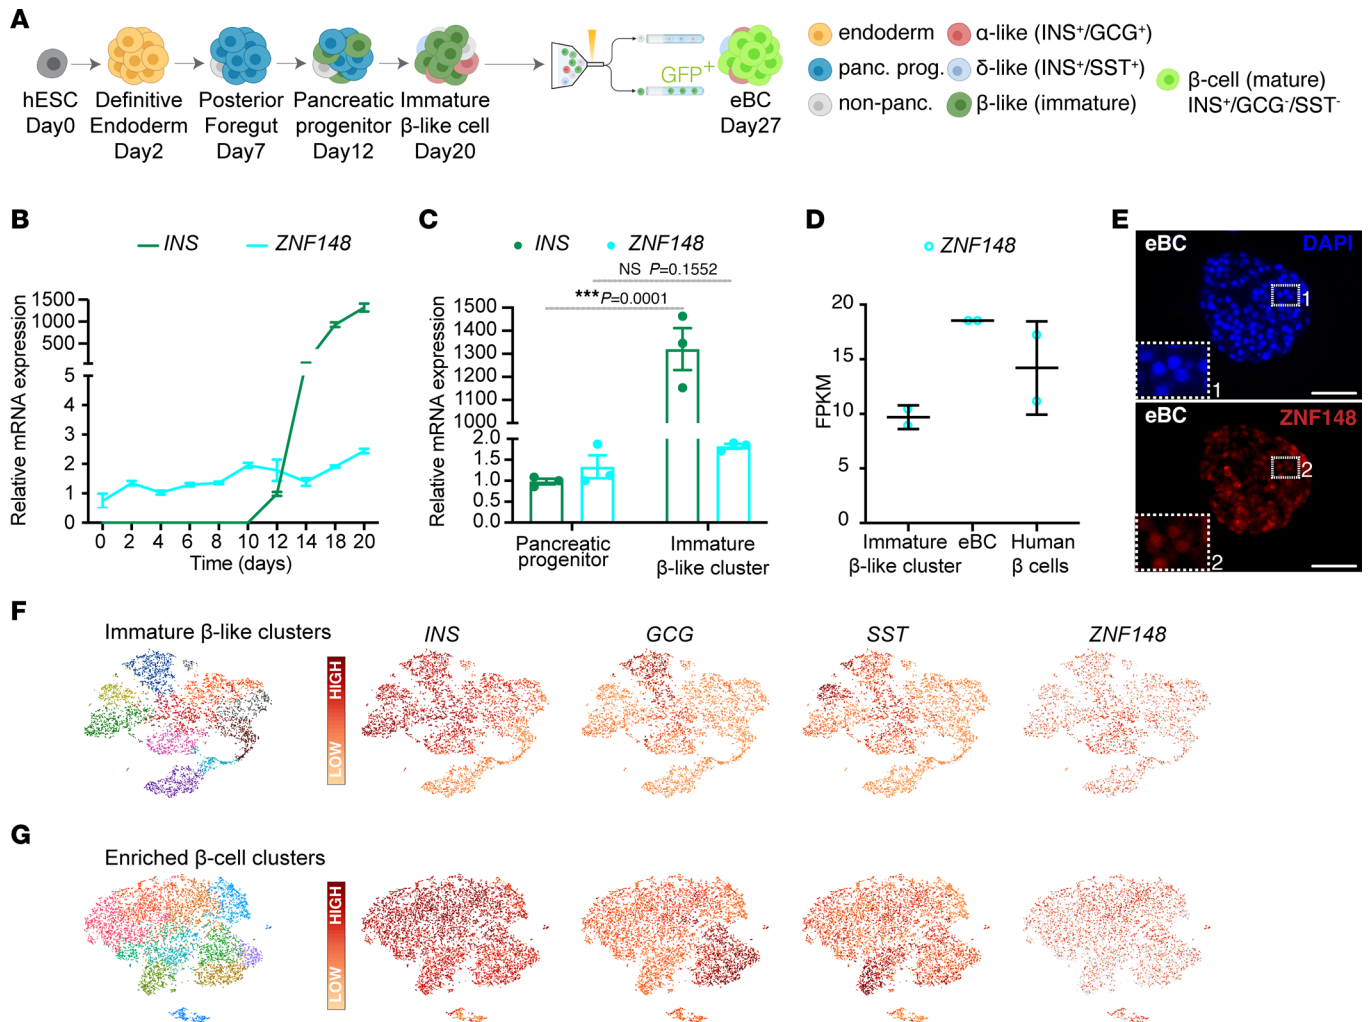 A
hESC
Day0
Definitive
Endoderm
Day2
Posterior
Foregut
Day7
Pancreatic
progenitor
Day12
Immature
β-like cell
Day20
GFP+
eBC
Day27
endoderm
panc. prog.
non-panc.
α-like (INS+/GCG+)
δ-like (INS+/SST+)
β-like (immature)
β-cell (mature)
INS+/GCG-/SST-
B
INS ZNF148
Relative mRNA expression
1500
1000
500
5
4
3
2
1
0
0 2 4 6 8 10 12 14 18 20
Time (days)
C
INS ZNF148
NS P=0.1552
***P=0.0001
Relative mRNA expression
1500
1400
1300
1200
1100
1000
2.0
1.5
1.0
0.5
0.0
Pancreatic
progenitor
Immature
β-like cluster
D
ZNF148
FPKM
20
15
10
5
0
Immature
β-like cluster
eBC
Human
β cells
E
eBC DAPI
1
1
eBC ZNF148
2
2
F
Immature β-like clusters
HIGH
LOW
INS GCG SST ZNF148
G
Enriched β-cell clusters
HIGH
LOW